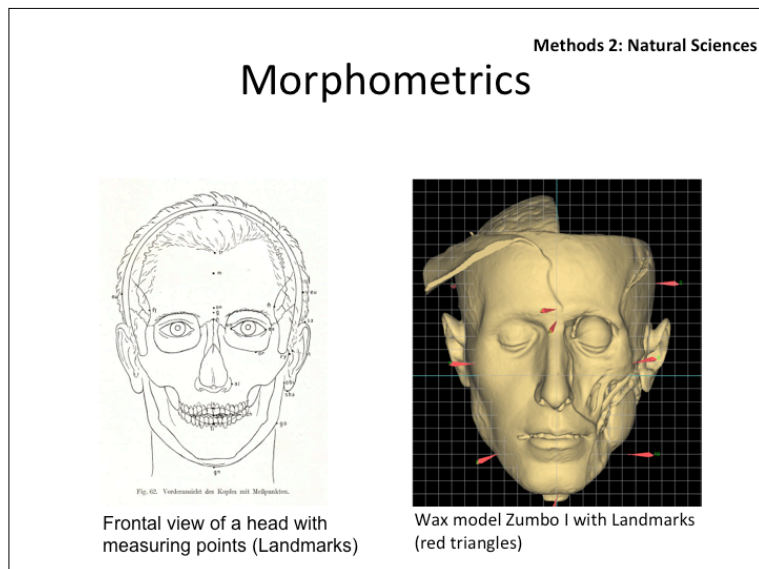 Methods 2: Natural Sciences
Morphometrics
Fig. 62. Vorderansicht des Kopfes mit Meßpunkten.
Frontal view of a head with
measuring points (Landmarks)
Wax model Zumbo I with Landmarks
(red triangles)